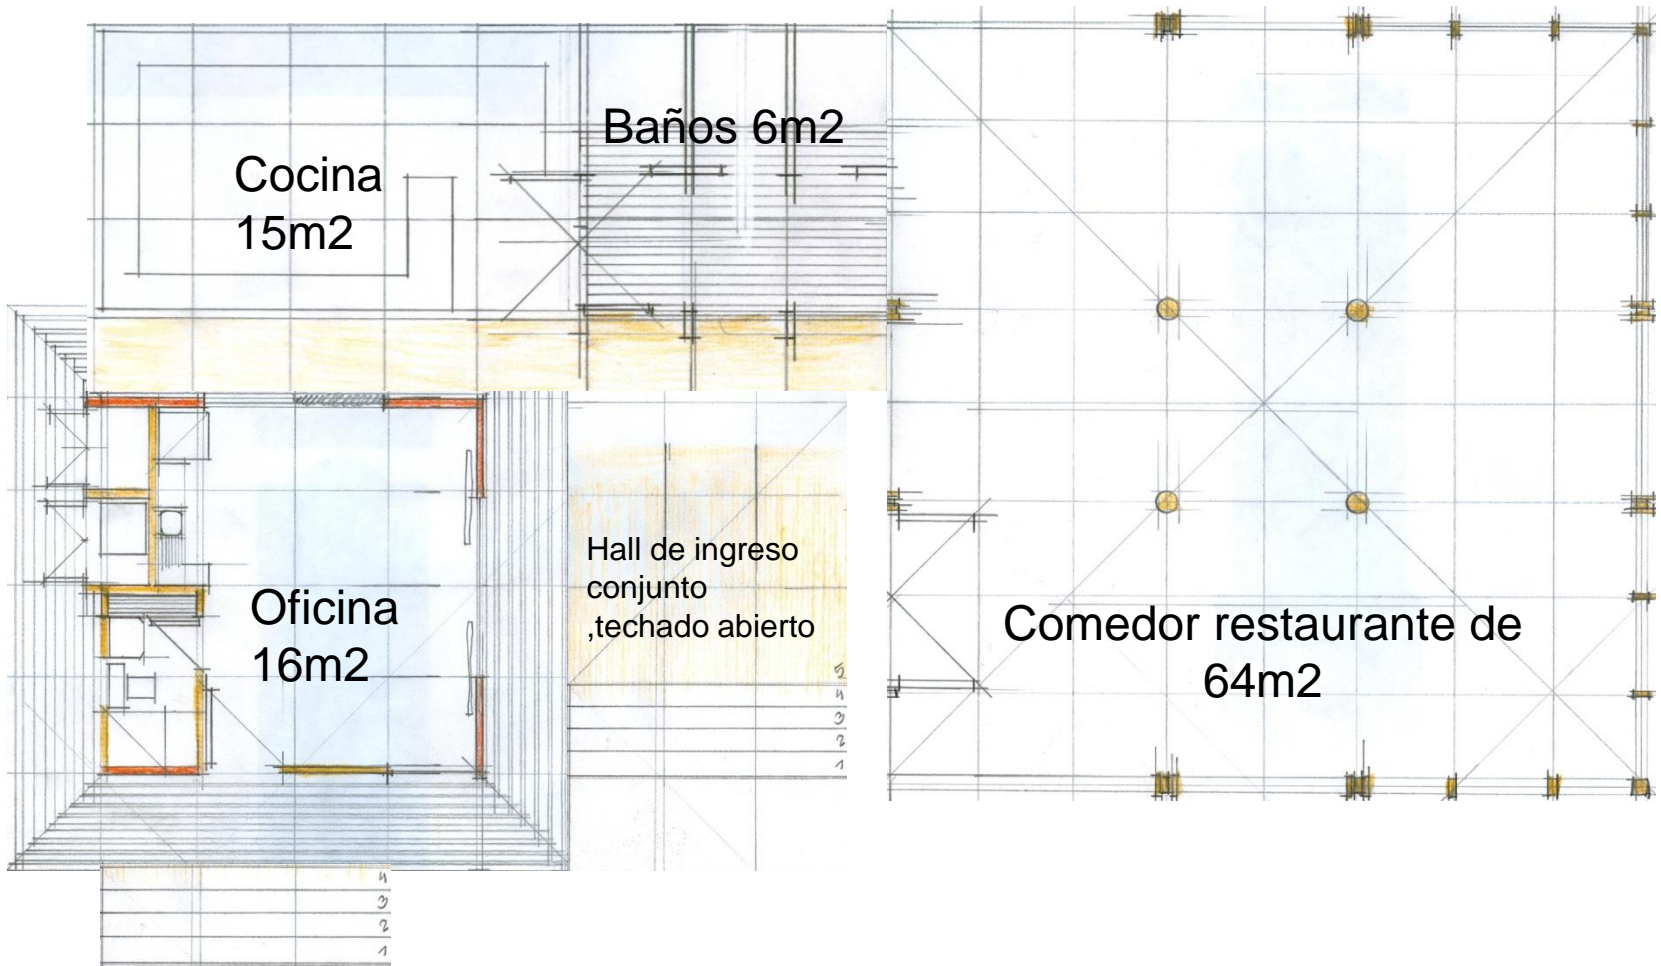 Baños 6m2
Cocina
15m2
Hall de ingreso
conjunto
,techado abierto
Oficina
16m2
Comedor restaurante de
64m2
5
4
3
2
1
4
3
2
1